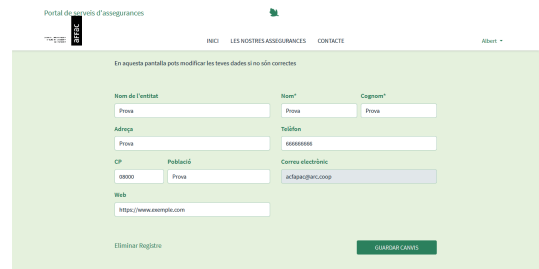 Portal de serveis d'assegurances
affac
INICI LES NOSTRES ASSEGURANCES CONTACTE
Albert
En aquesta pantalla pots modificar les teves dades si no són correctes
Nom de l'entitat
Prova
Nom* Cognom*
Prova Prova
Adreça
Prova
Telèfon
666666666
CP Població
08000 Prova
Correu electrònic
acfapac@arc.coop
Web
https://www.exemple.com
Eliminar Registre
GUARDAR CANVIS